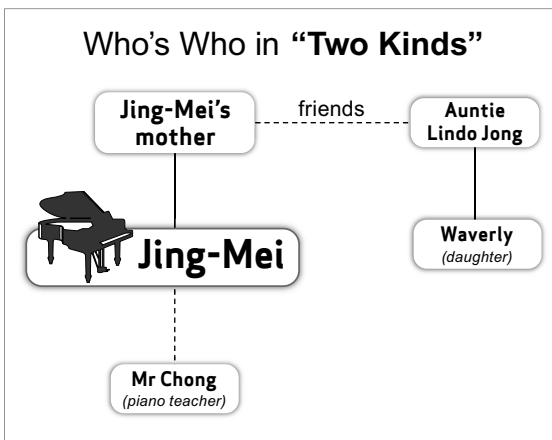 Who's Who in "Two Kinds"
Jing-Mei's
mother
friends
Auntie
Lindo Jong
Jing-Mei
Waverly
(daughter)
Mr Chong
(piano teacher)